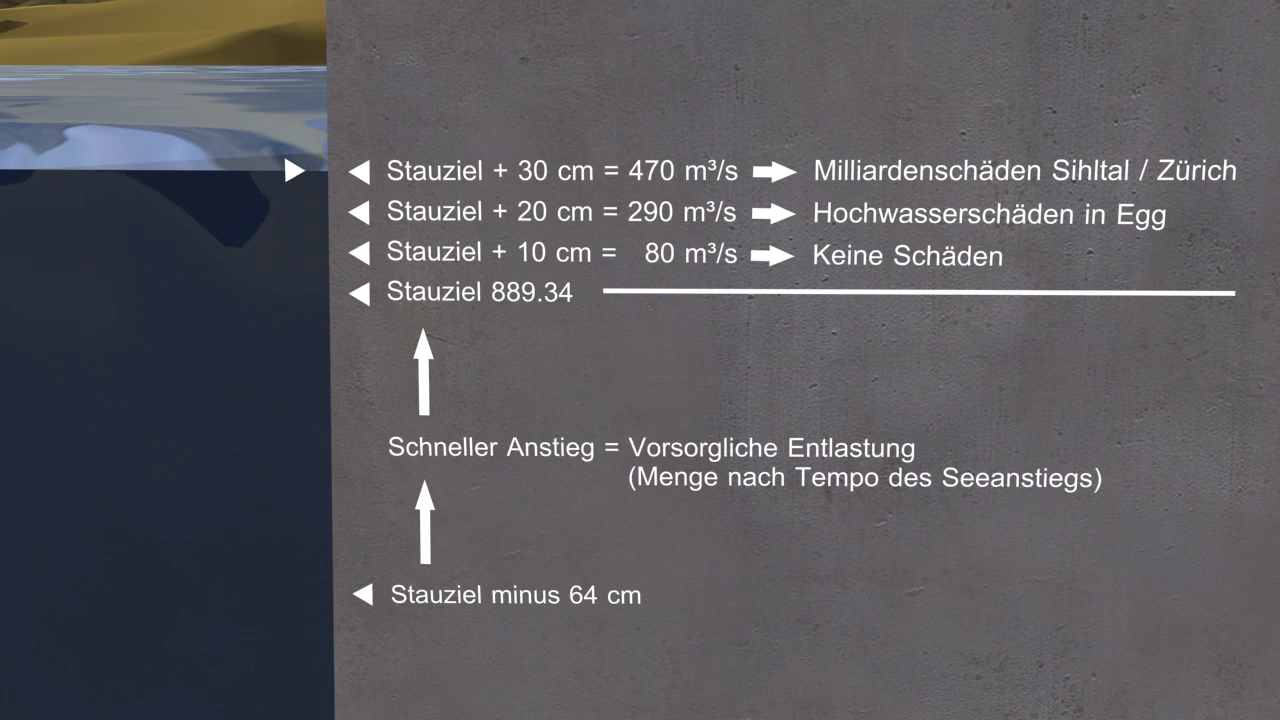 Stauziel + 30 cm = 470 m³/s Milliardenschäden Sihltal / Zürich
Stauziel + 20 cm = 290 m³/s Hochwasserschäden in Egg
Stauziel + 10 cm = 80 m³/s Keine Schäden
Stauziel 889.34
Schneller Anstieg = Vorsorgliche Entlastung
(Menge nach Tempo des Seeanstiegs)
Stauziel minus 64 cm